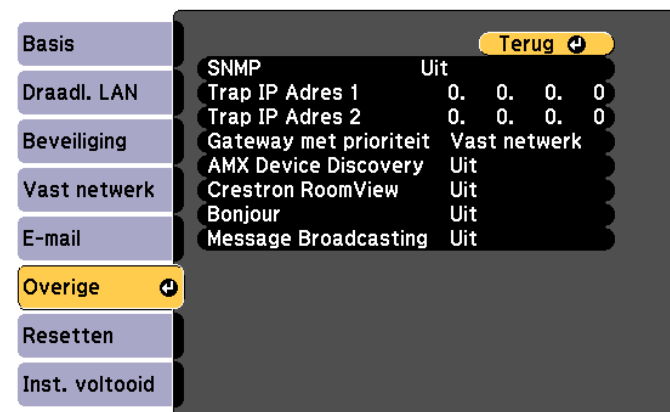 Basis
Draadl. LAN
Beveiliging
Vast netwerk
E-mail
Overige
Resetten
Inst. voltooid
Terug
SNMP Uit
Trap IP Adres 1 0. 0. 0. 0
Trap IP Adres 2 0. 0. 0. 0
Gateway met prioriteit Vast netwerk
AMX Device Discovery Uit
Crestron RoomView Uit
Bonjour Uit
Message Broadcasting Uit